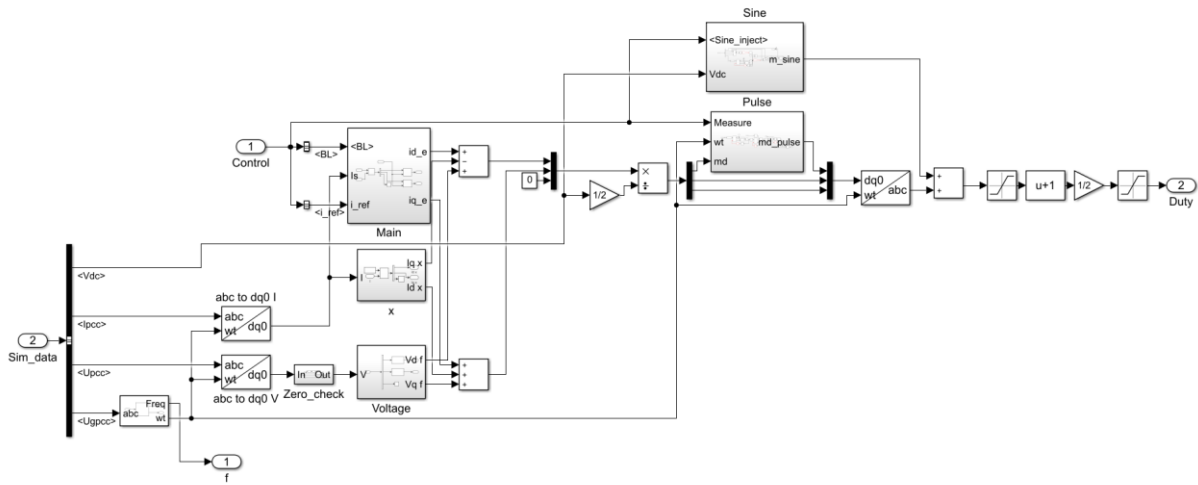 Sine
<Sine_inject>
m_sine
Vdc
Pulse
Measure
wt
md_pulse
md
1
Control
<BL>
<BL>
Is
<i_ref>
i_ref
id_e
iq_e
Main
+
−
+
0
1/2
×
÷
dq0
wt
abc
+
+
u+1
1/2
2
Duty
<Vdc>
I
Iq x
Id x
x
abc to dq0 I
abc
wt
dq0
<Ipcc>
2
Sim_data
<Upcc>
abc
wt
dq0
abc to dq0 V
In Out
Zero_check
V
Vd f
Vq f
Voltage
+
+
+
<Ugpcc>
abc
Freq
wt
1
f